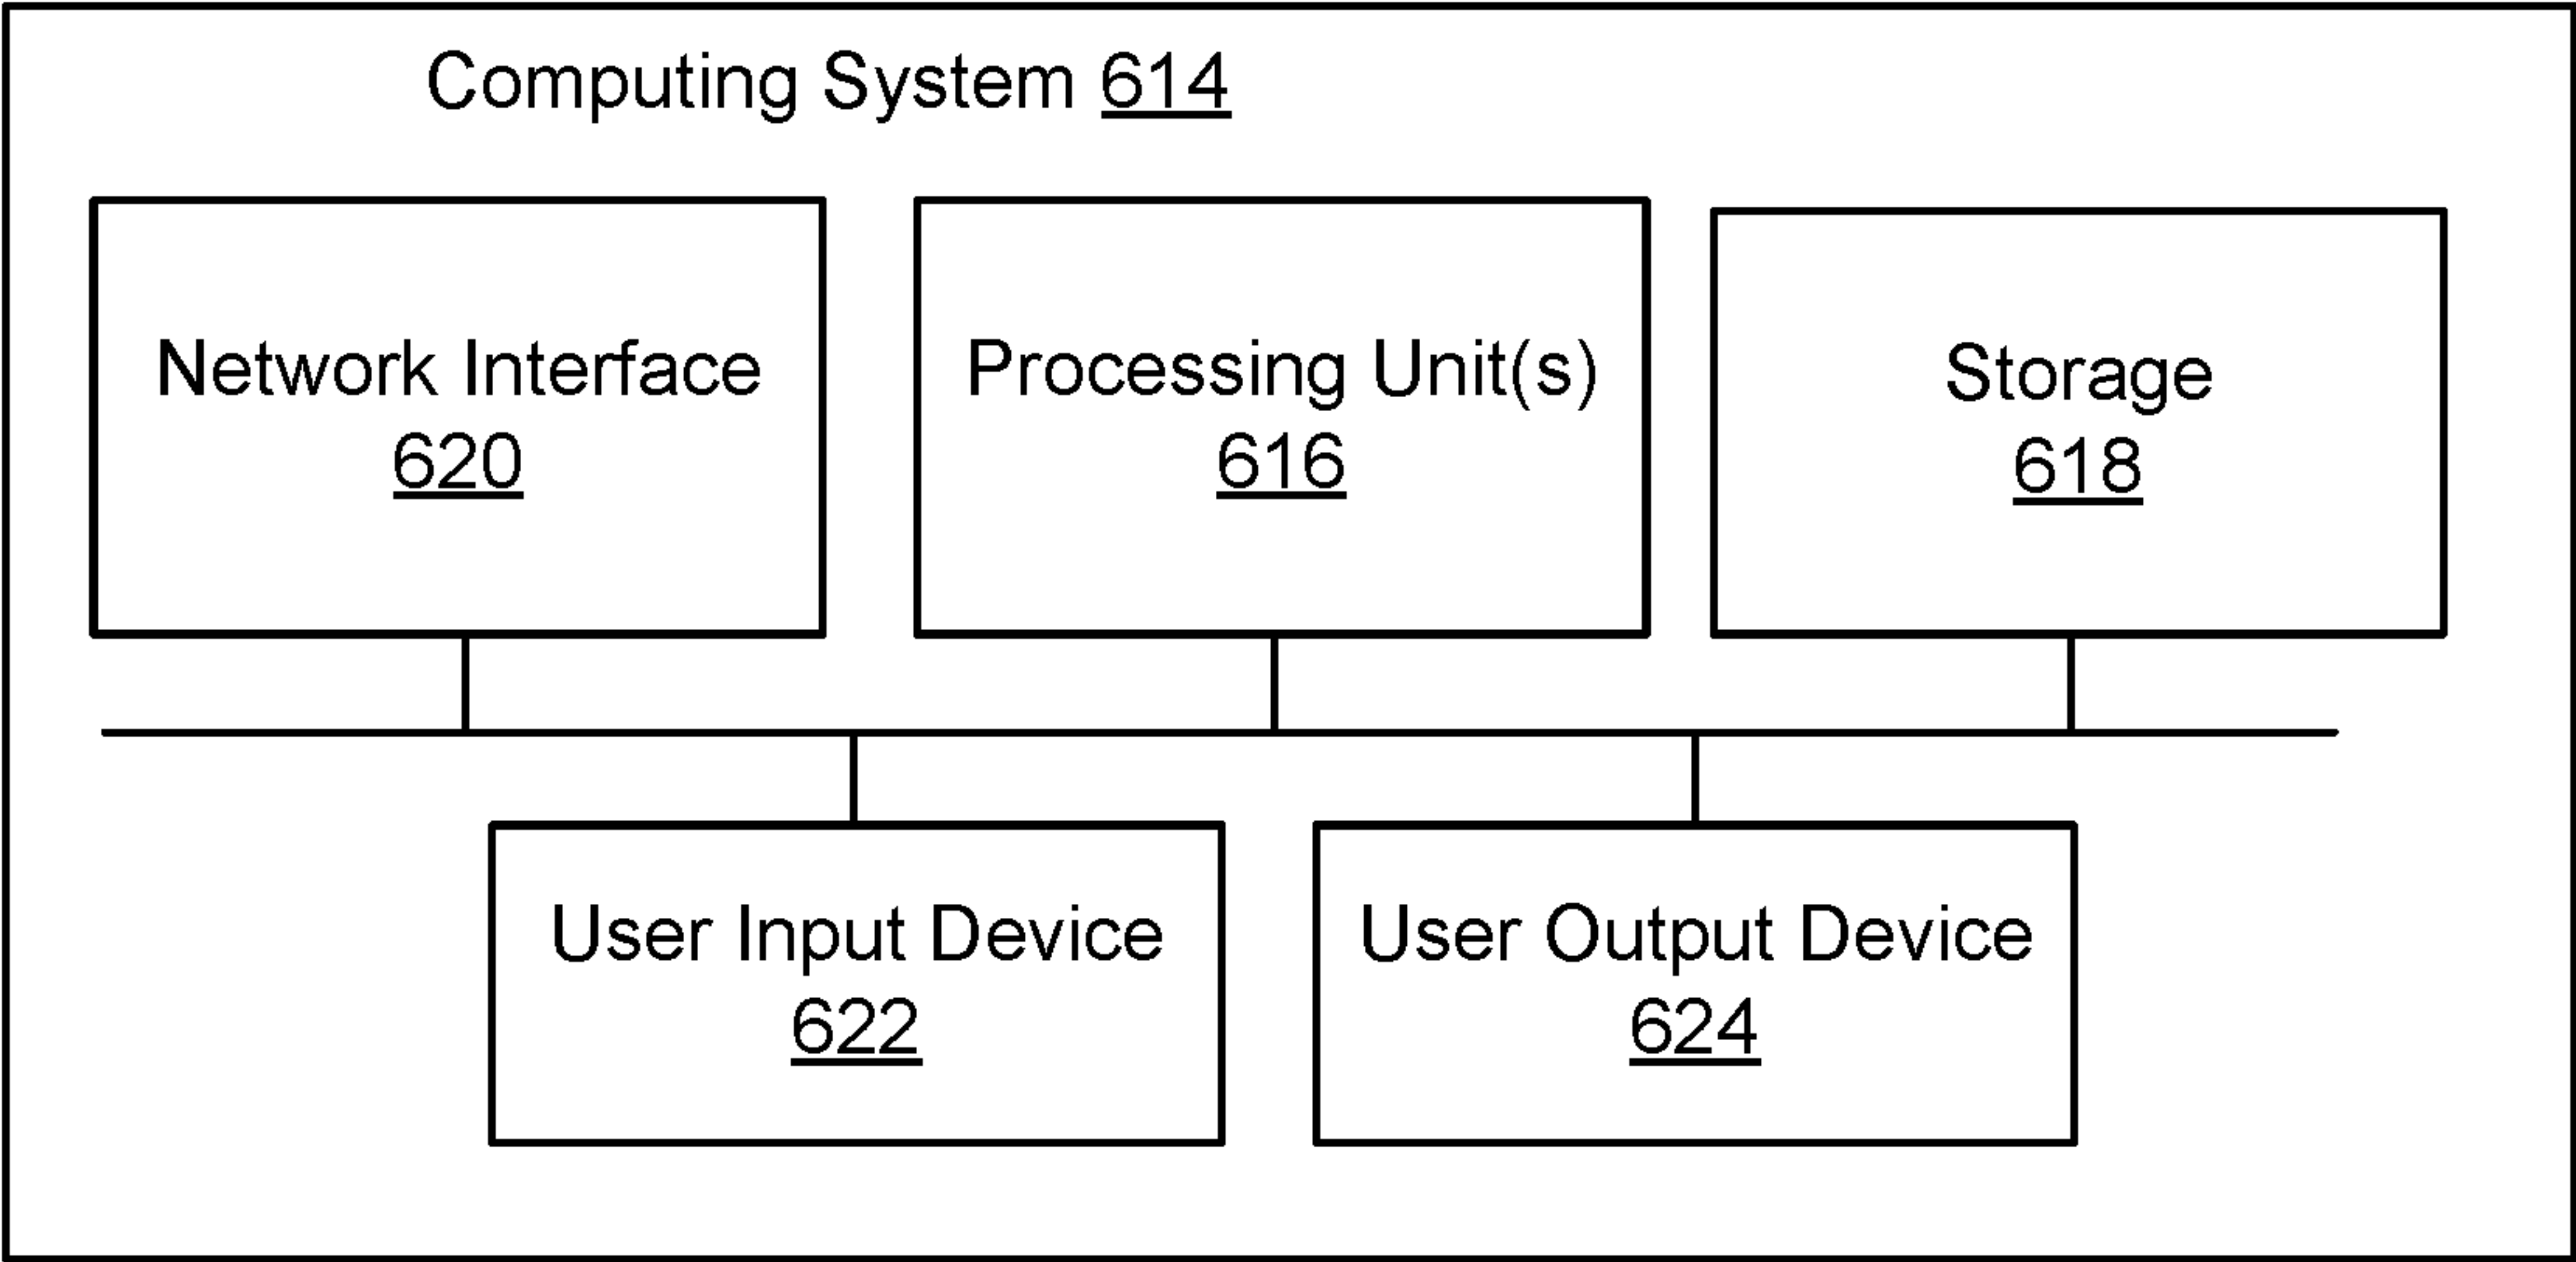 Computing System 614
Network Interface
620
Processing Unit(s)
616
Storage
618
User Input Device
622
User Output Device
624